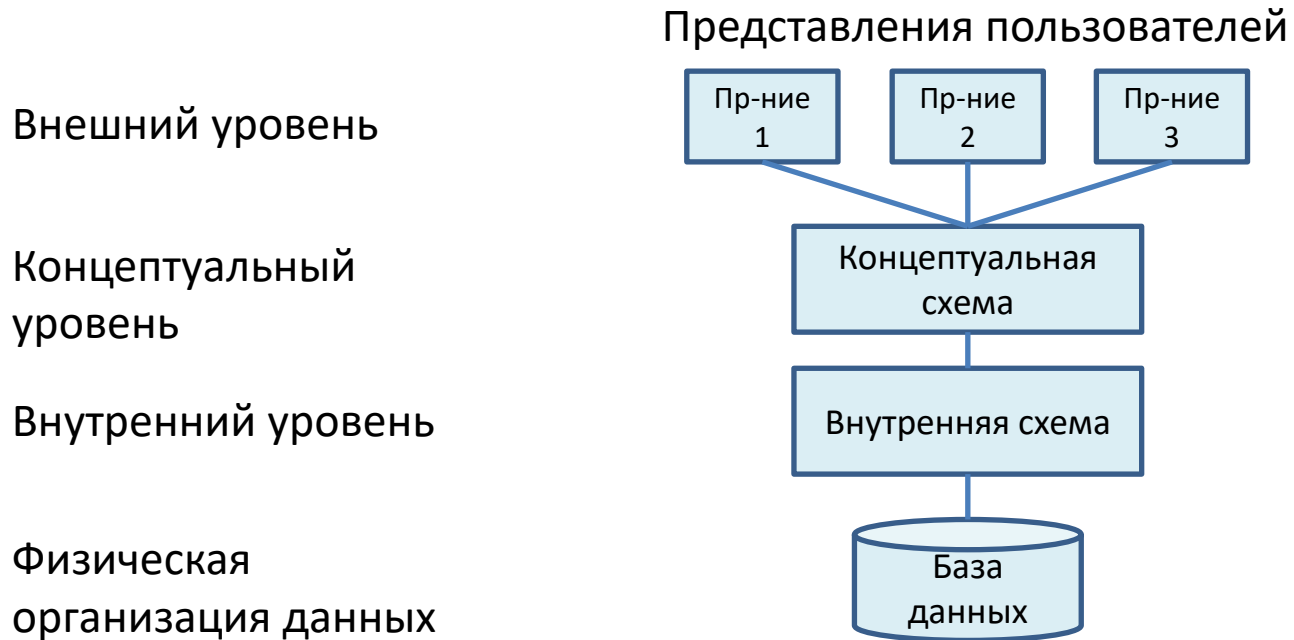 Представления пользователей
Внешний уровень
Пр-ние
1
Пр-ние
2
Пр-ние
3
Концептуальный
уровень
Концептуальная
схема
Внутренний уровень
Внутренняя схема
Физическая
организация данных
База
данных